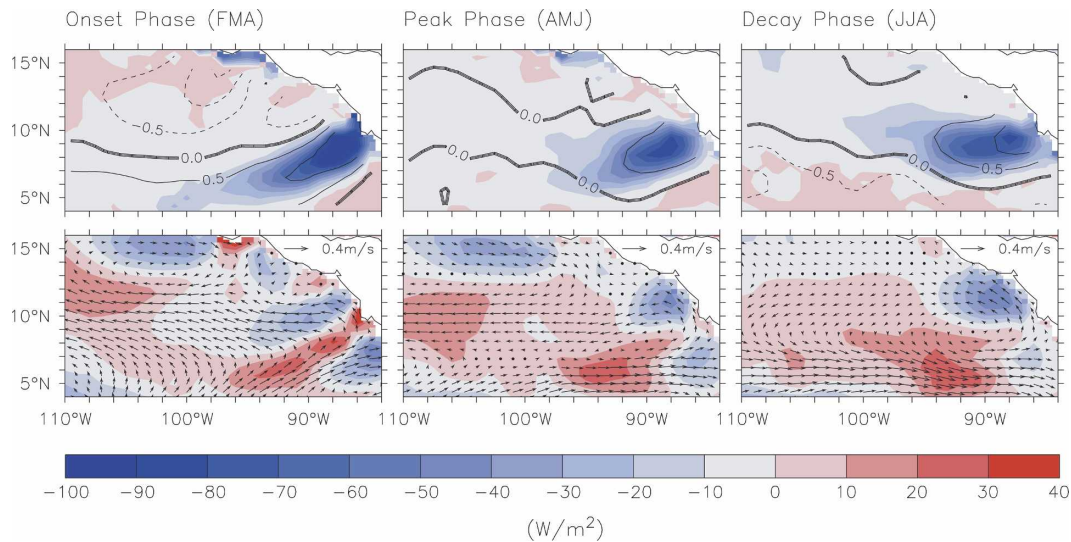 Onset Phase (FMA) Peak Phase (AMJ) Decay Phase (JJA)
15°N
10°N
5°N
-0.5
0.0
0.5
0.0
0.0
0.0
0.5
-0.5
0.4m/s 0.4m/s 0.4m/s
15°N
10°N
5°N
110°W 100°W 90°W 110°W 100°W 90°W 110°W 100°W 90°W
-100 -90 -80 -70 -60 -50 -40 -30 -20 -10 0 10 20 30 40
(W/m²)